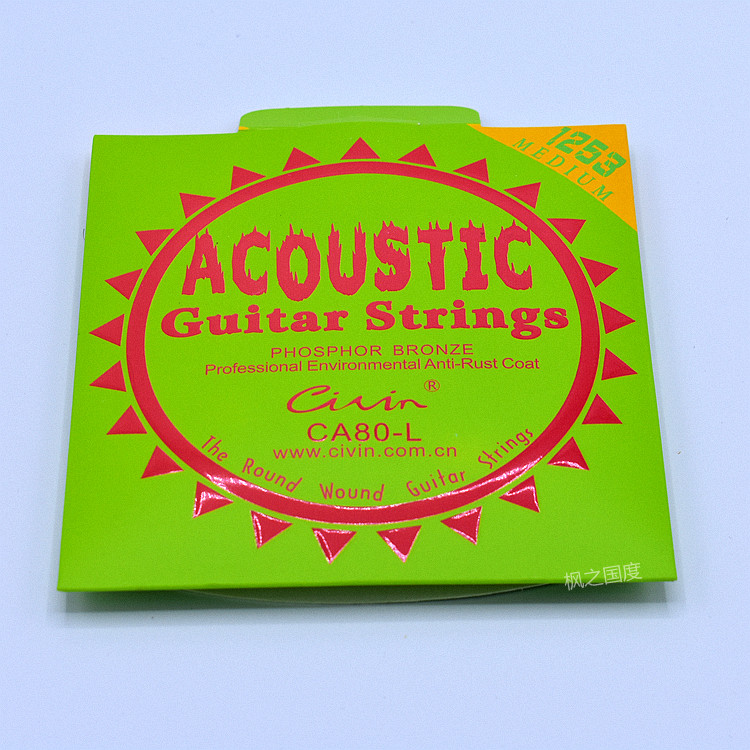 1253
MEDIUM
ACOUSTIC
Guitar Strings
PHOSPHOR BRONZE
Professional Environmental Anti-Rust Coat
Civin®
CA80-L
www.civin.com.cn
The Round Wound Guitar Strings
枫之国度